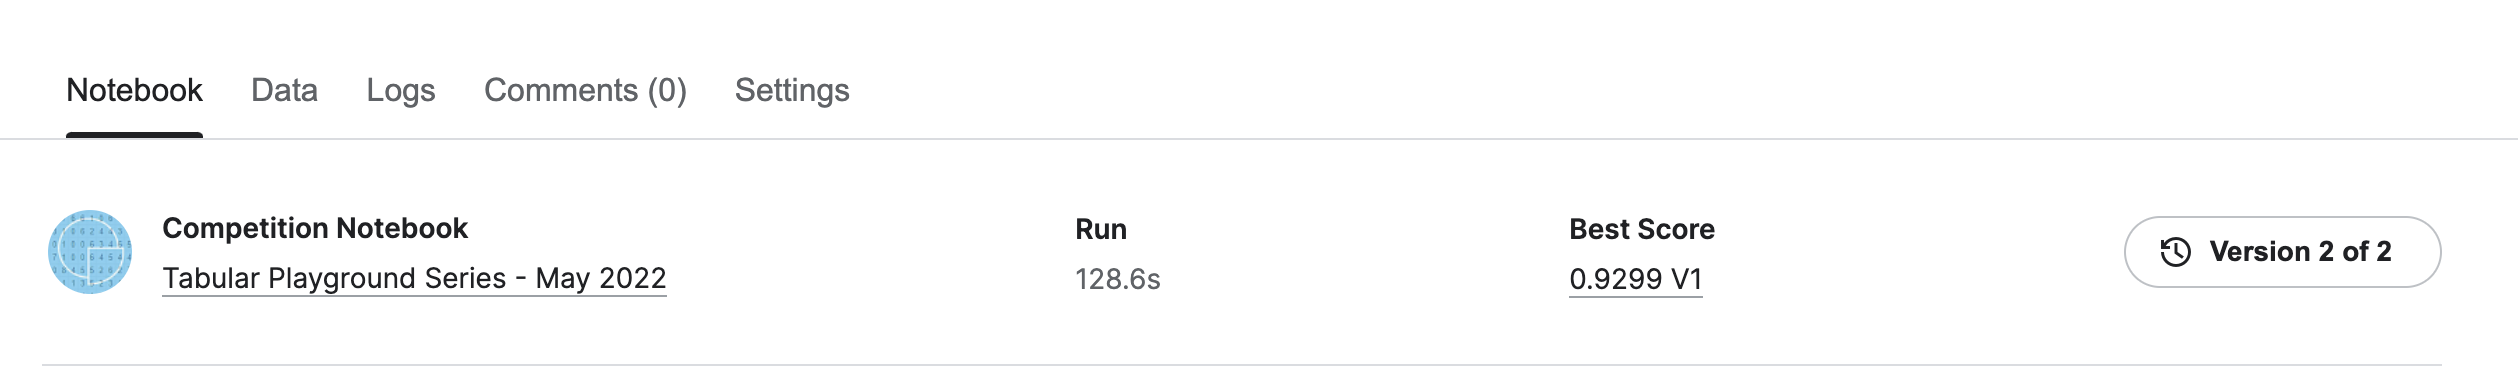 Notebook Data Logs Comments (0) Settings
Competition Notebook
Tabular Playground Series - May 2022
Run
128.6s
Best Score
0.9299 V1
Version 2 of 2